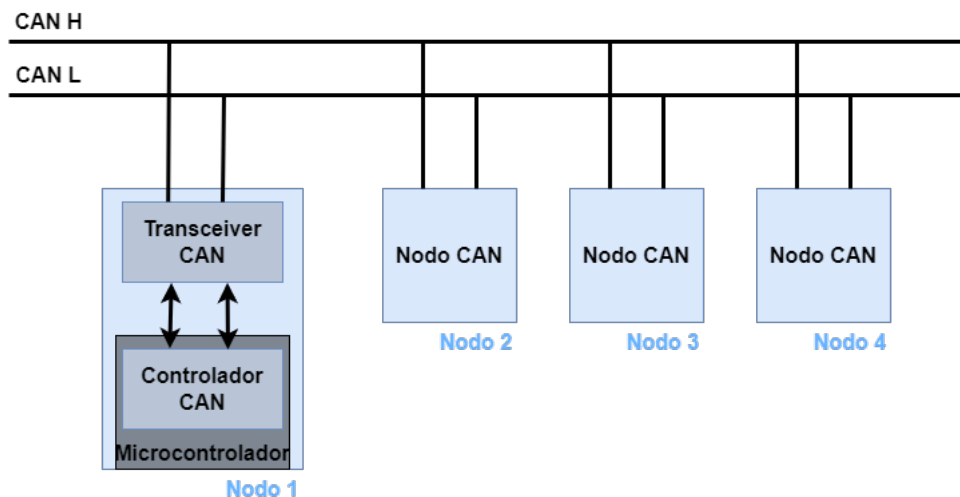 CAN H
CAN L
Transceiver
CAN
Nodo CAN
Nodo CAN
Nodo CAN
Nodo 2
Nodo 3
Nodo 4
Controlador
CAN
Microcontrolador
Nodo 1